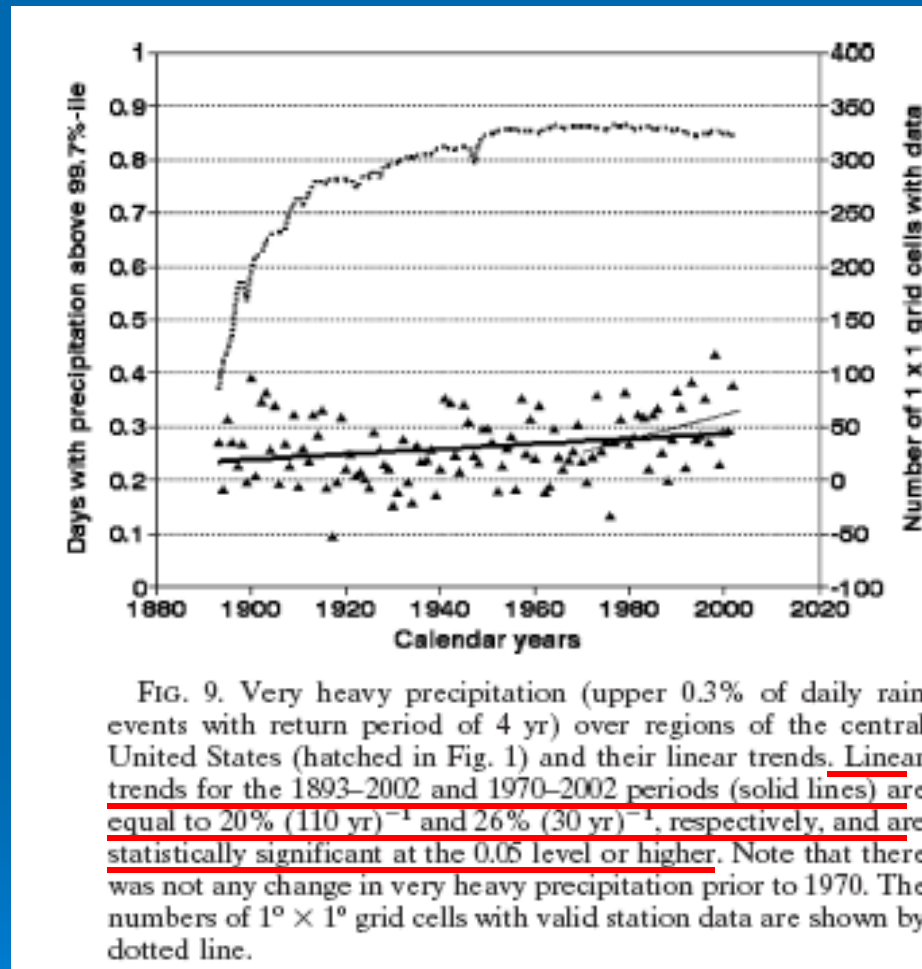 1
0.9
0.8
0.7
0.6
0.5
0.4
0.3
0.2
0.1
0
Days with precipitation above 99.7%-ile
400
350
300
250
200
150
100
50
0
-50
-100
Number of 1 x 1 grid cells with data
1880 1900 1920 1940 1960 1980 2000 2020
Calendar years
FIG. 9. Very heavy precipitation (upper 0.3% of daily rain
events with return period of 4 yr) over regions of the central
United States (hatched in Fig. 1) and their linear trends. Linear
trends for the 1893–2002 and 1970–2002 periods (solid lines) are
equal to 20% (110 yr)⁻¹ and 26% (30 yr)⁻¹, respectively, and are
statistically significant at the 0.05 level or higher. Note that there
was not any change in very heavy precipitation prior to 1970. The
numbers of 1° × 1° grid cells with valid station data are shown by
dotted line.